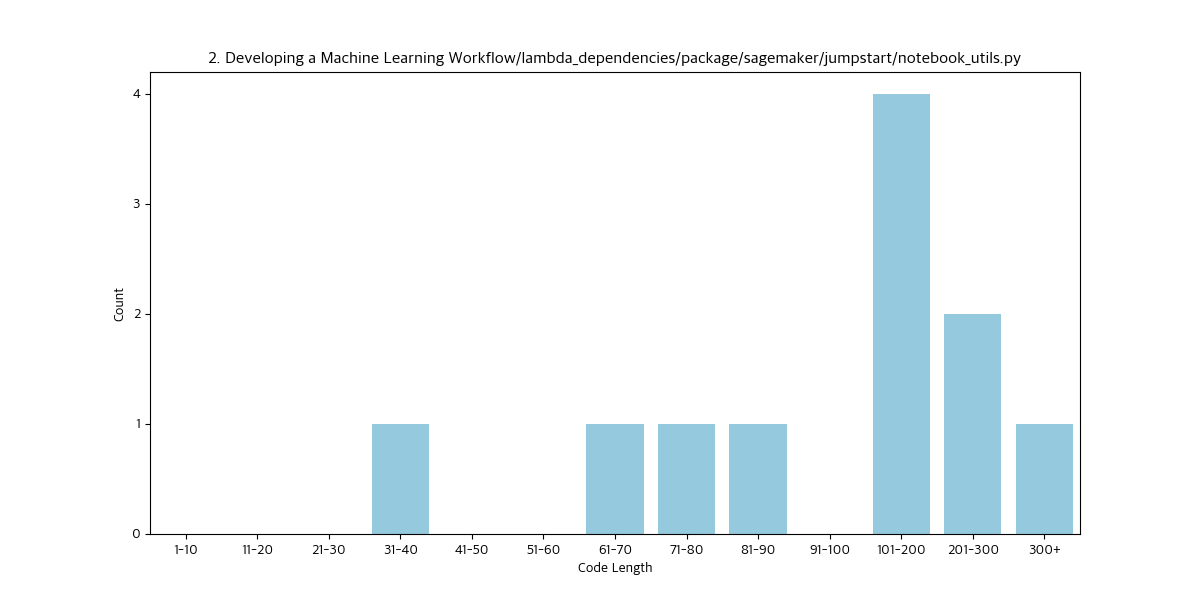 2. Developing a Machine Learning Workflow/lambda_dependencies/package/sagemaker/jumpstart/notebook_utils.py
4
3
2
1
0
Count
1-10 11-20 21-30 31-40 41-50 51-60 61-70 71-80 81-90 91-100 101-200 201-300 300+
Code Length